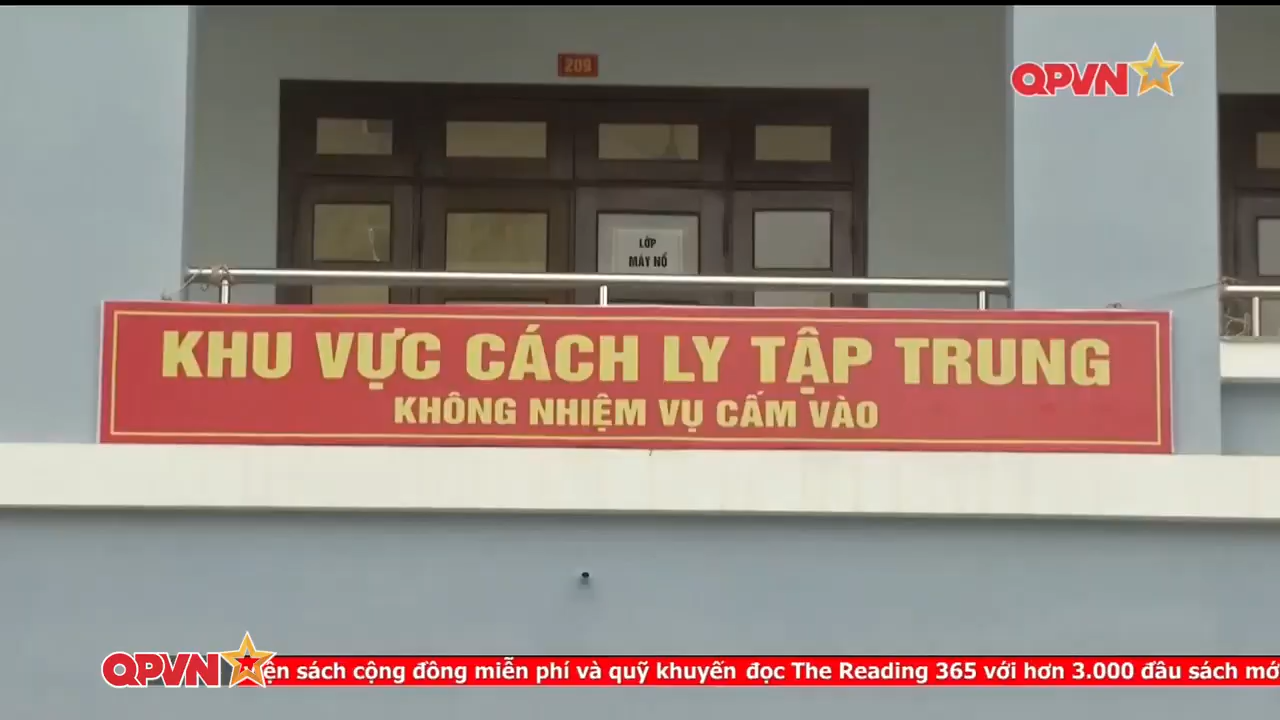 209
QPVN
LỚP
MÁY NỔ
KHU VỰC CÁCH LY TẬP TRUNG
KHÔNG NHIỆM VỤ CẤM VÀO
QPVN
ện sách cộng đồng miễn phí và quỹ khuyến đọc The Reading 365 với hơn 3.000 đầu sách mớ